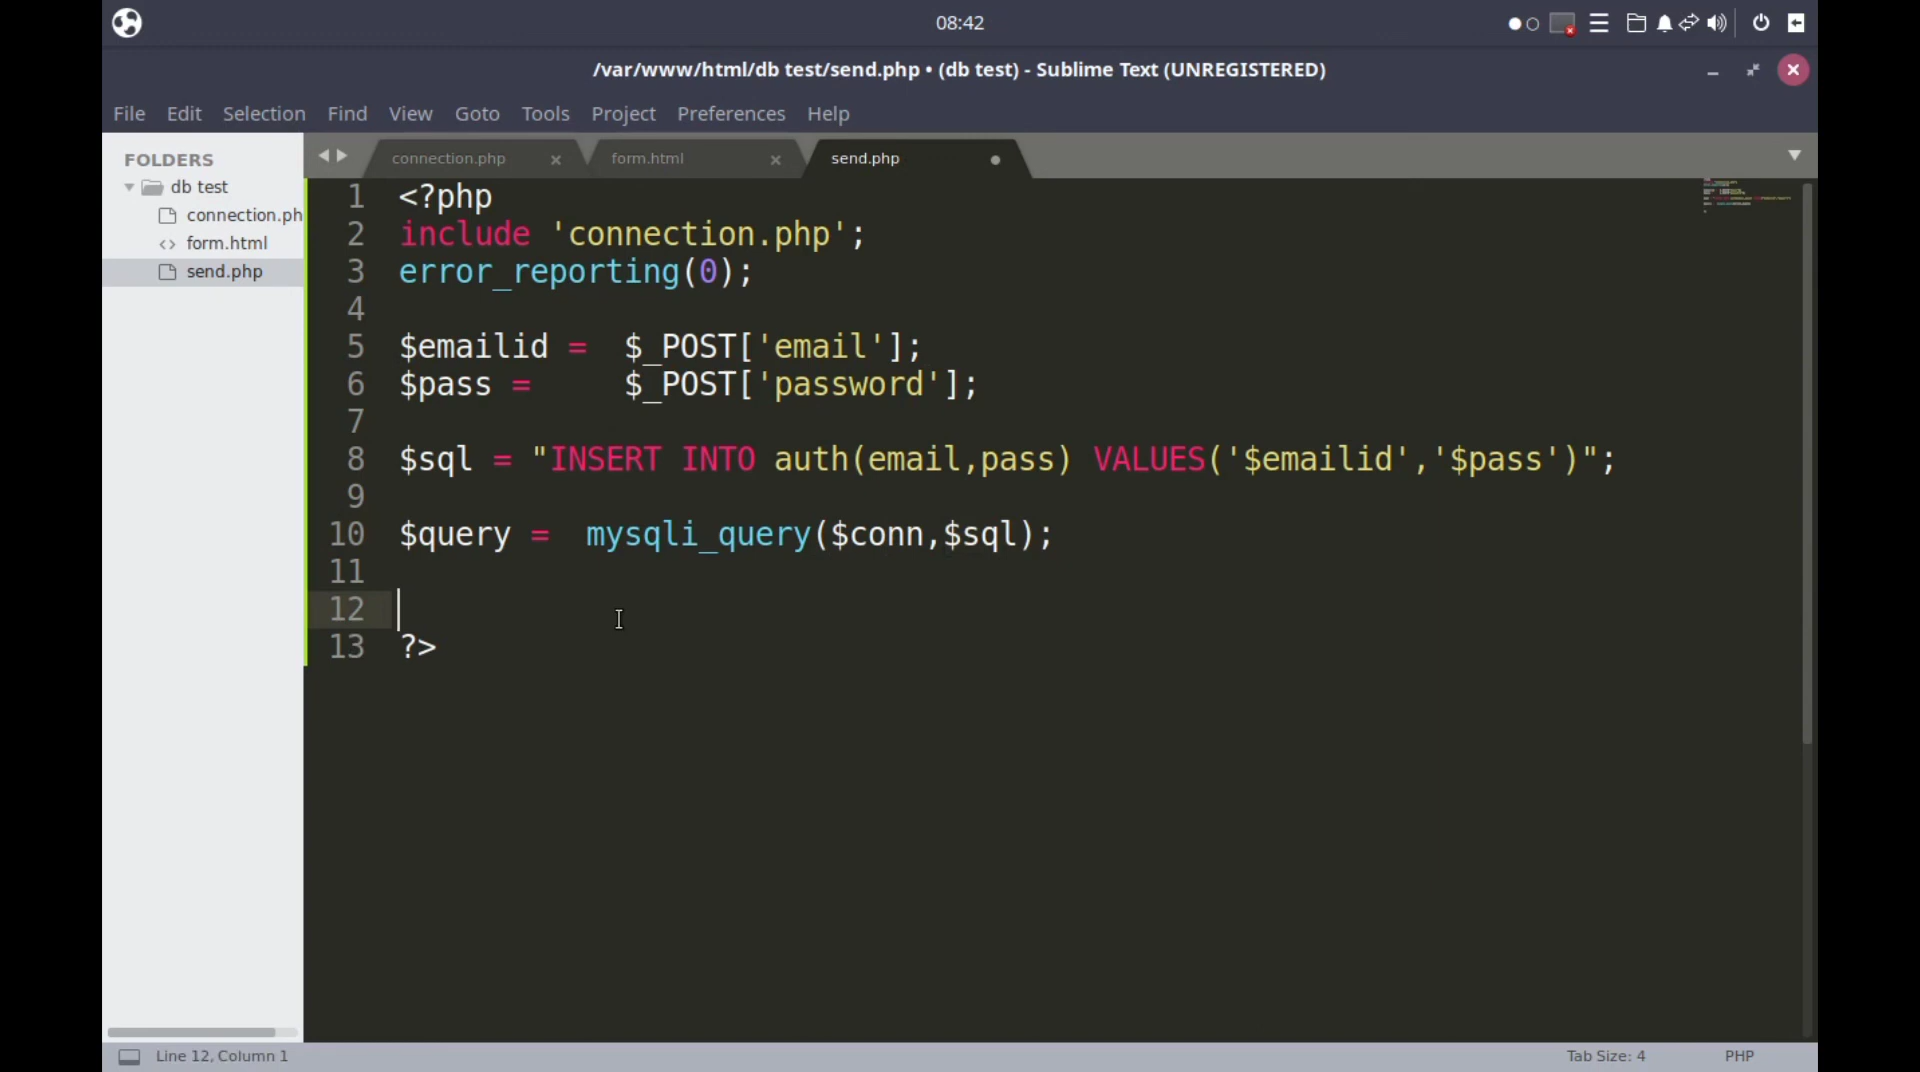 08:42
/var/www/html/db test/send.php • (db test) - Sublime Text (UNREGISTERED)
File Edit Selection Find View Goto Tools Project Preferences Help
FOLDERS
db test
connection.ph
form.html
send.php
connection.php form.html send.php
1 <?php
2 include 'connection.php';
3 error_reporting(0);
4
5 $emailid = $_POST['email'];
6 $pass = $_POST['password'];
7
8 $sql = "INSERT INTO auth(email,pass) VALUES('$emailid','$pass')";
9
10 $query = mysqli_query($conn,$sql);
11
12
13 ?>
Line 12, Column 1 Tab Size: 4 PHP